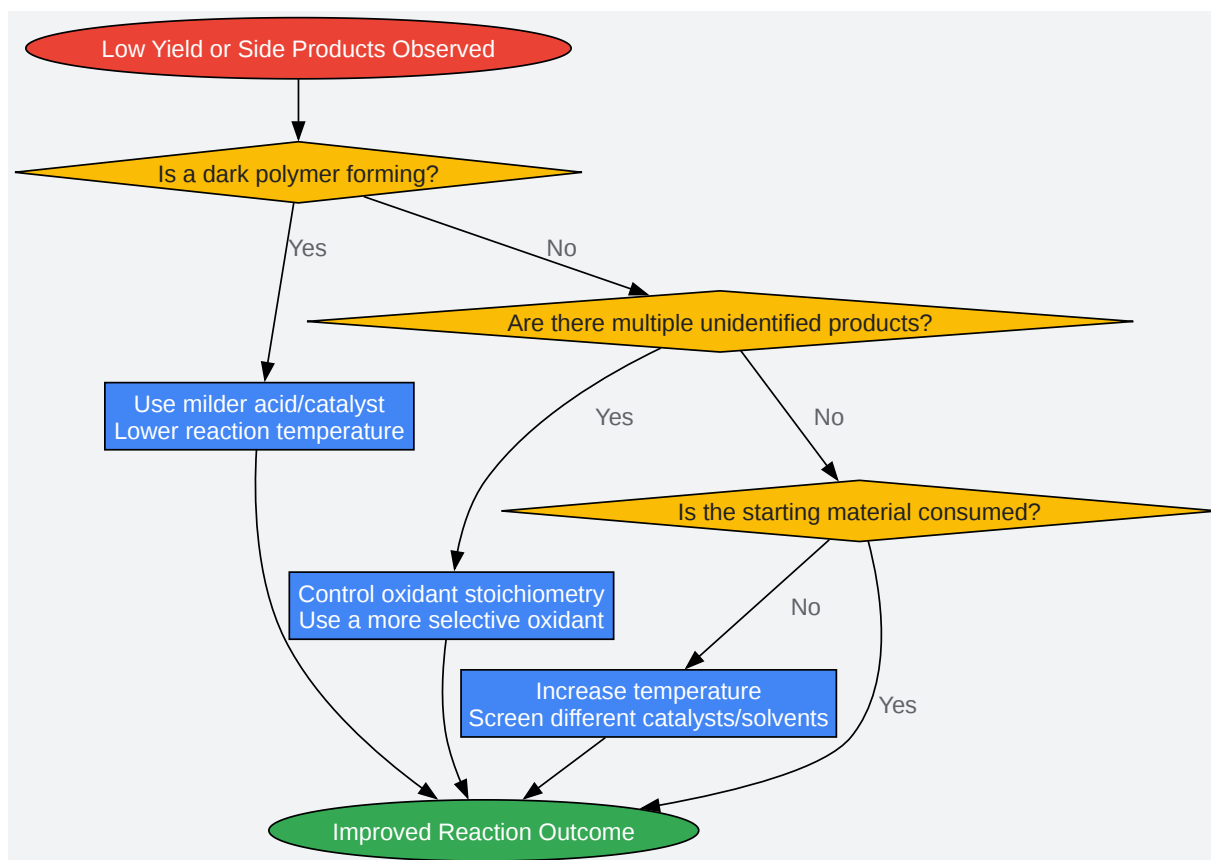 Low Yield or Side Products Observed
Is a dark polymer forming?
Yes
No
Are there multiple unidentified products?
Use milder acid/catalyst
Lower reaction temperature
Yes
No
Is the starting material consumed?
Control oxidant stoichiometry
Use a more selective oxidant
No
Increase temperature
Screen different catalysts/solvents
Yes
Improved Reaction Outcome